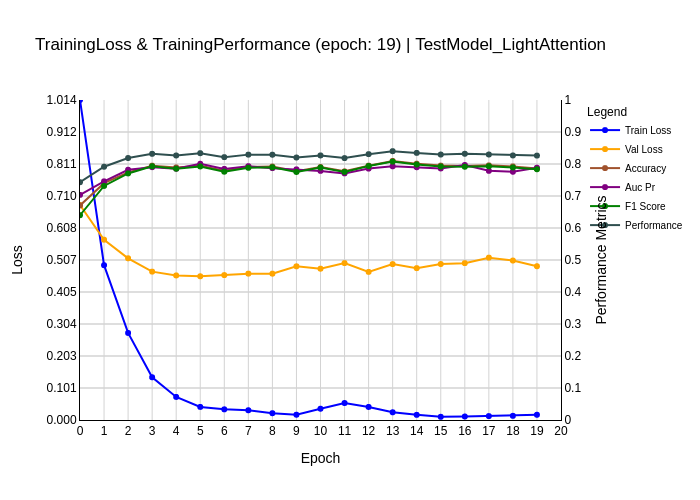 TrainingLoss & TrainingPerformance (epoch: 19) | TestModel_LightAttention
Legend
Train Loss
Val Loss
Accuracy
Auc Pr
F1 Score
Performance
Loss
1.014
0.912
0.811
0.710
0.608
0.507
0.405
0.304
0.203
0.101
0.000
1
0.9
0.8
0.7
0.6
0.5
0.4
0.3
0.2
0.1
0
Performance Metrics
0 1 2 3 4 5 6 7 8 9 10 11 12 13 14 15 16 17 18 19 20
Epoch